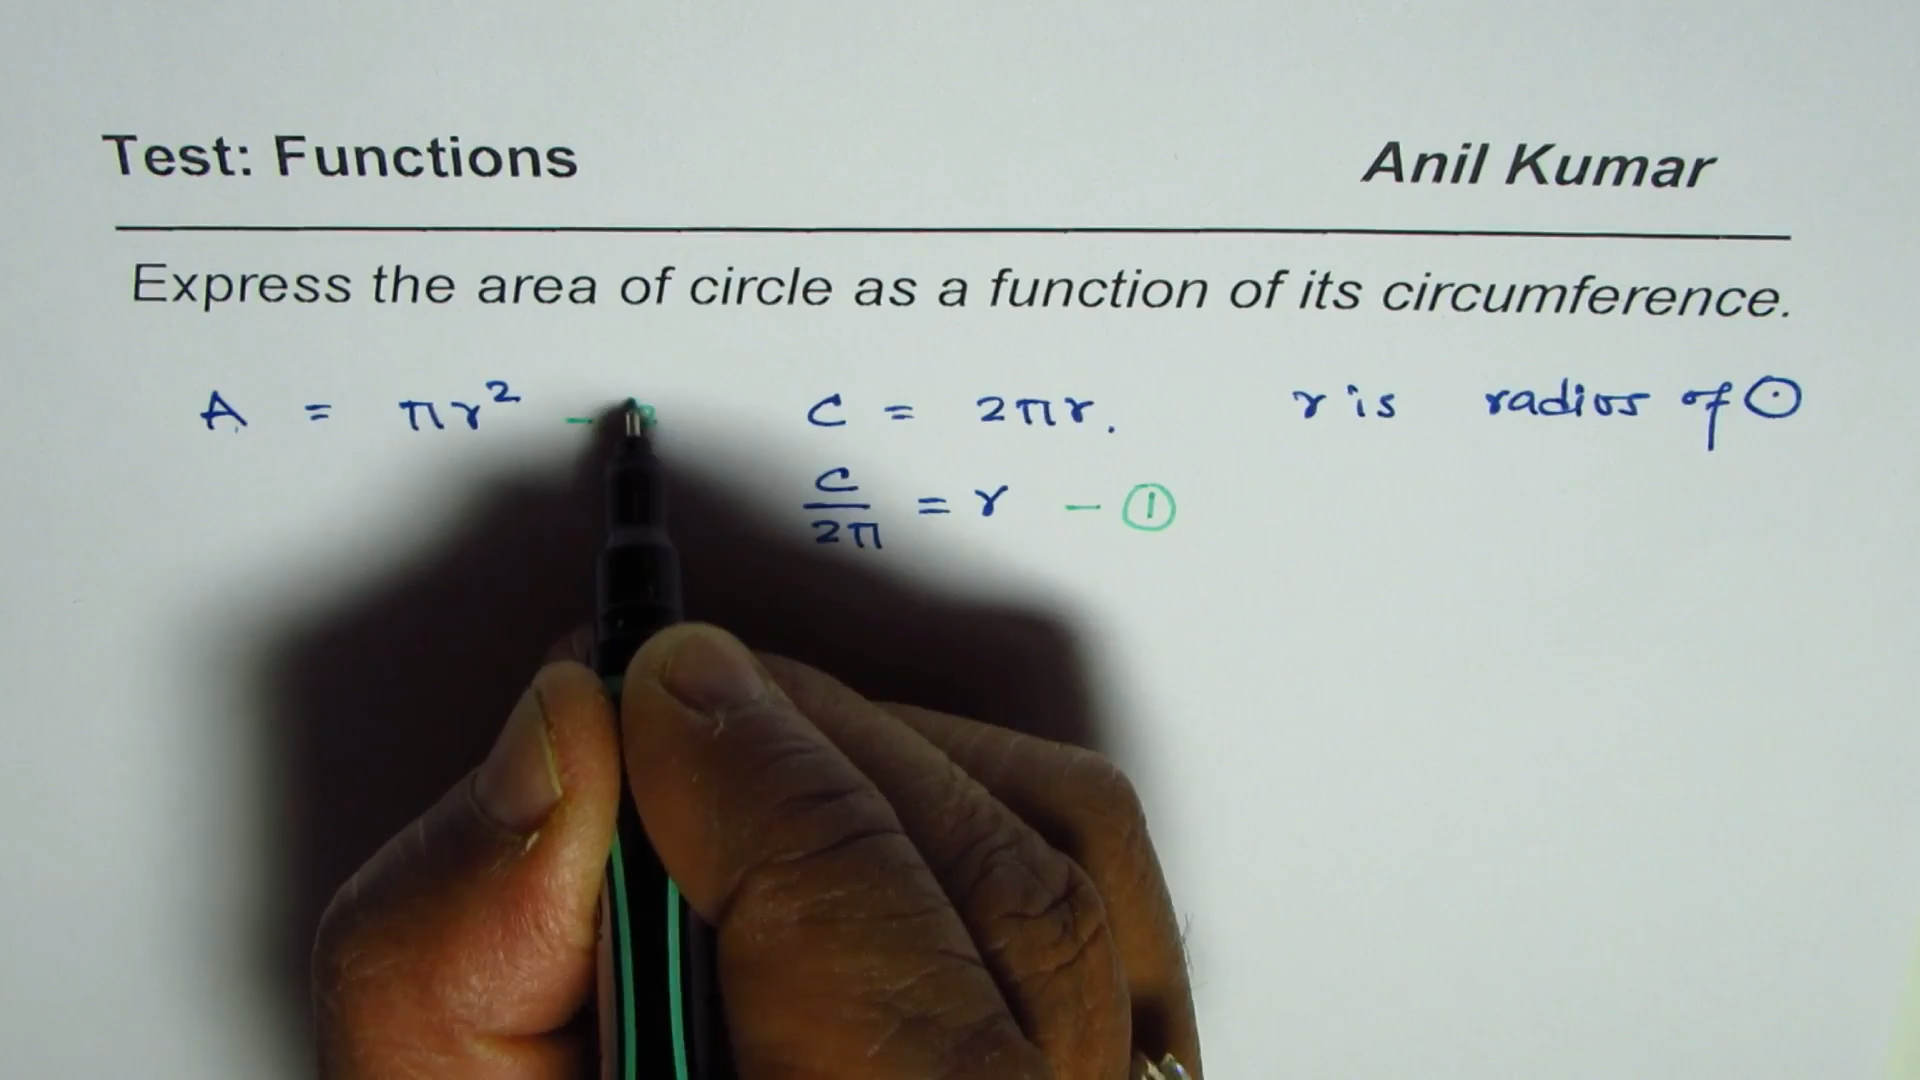 Test: Functions Anil Kumar
Express the area of circle as a function of its circumference.
A = πr² - C = 2πr. r is radius of ⊙
C/2π = r - ①